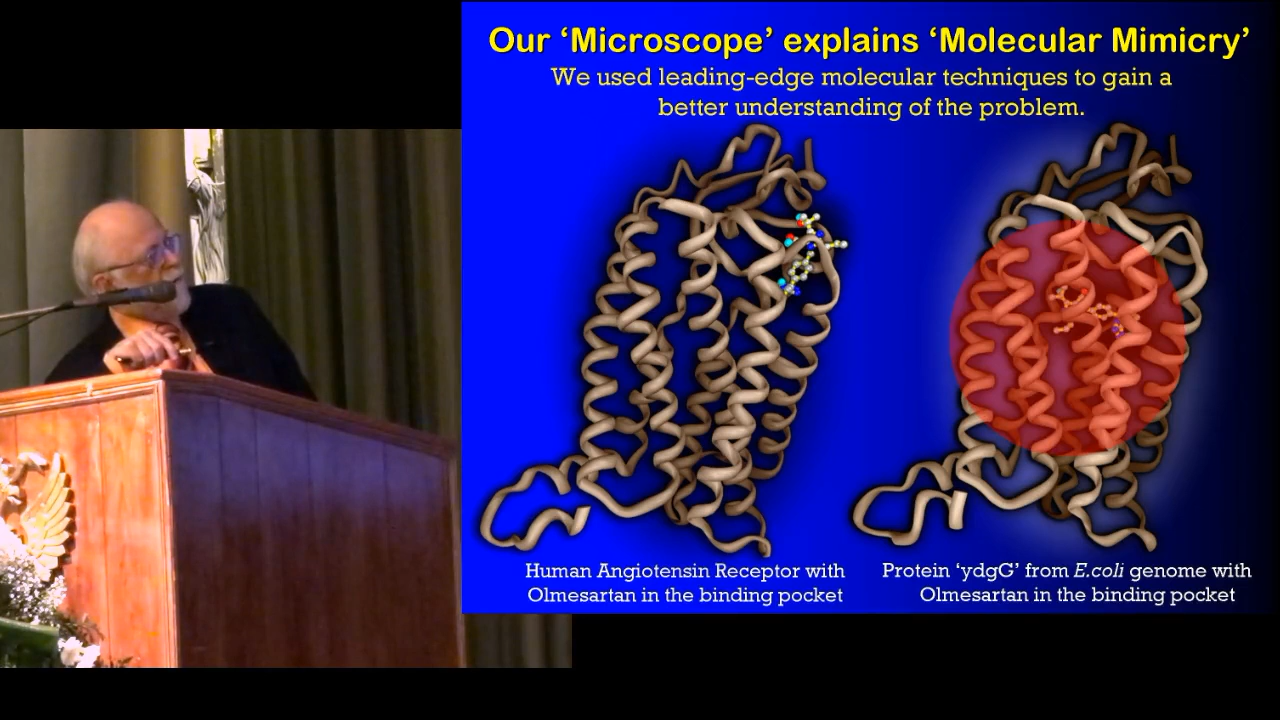 Our ‘Microscope’ explains ‘Molecular Mimicry’
We used leading-edge molecular techniques to gain a
better understanding of the problem.
Human Angiotensin Receptor with
Olmesartan in the binding pocket
Protein ‘ydgG’ from E.coli genome with
Olmesartan in the binding pocket